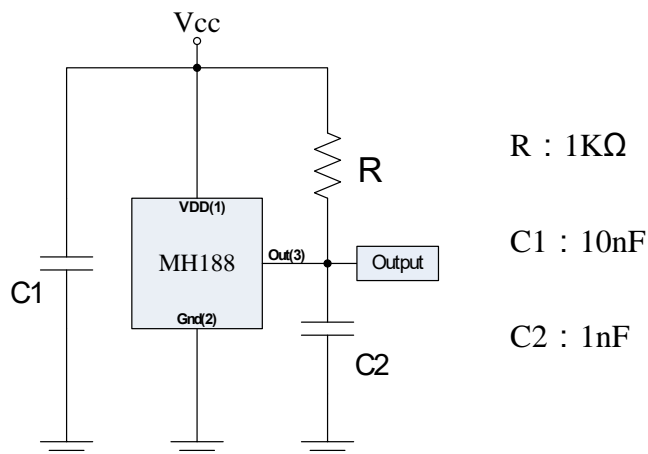 Vcc
R
R : 1KΩ
VDD(1)
MH188
Out(3)
Output
C1 : 10nF
C1
Gnd(2)
C2
C2 : 1nF